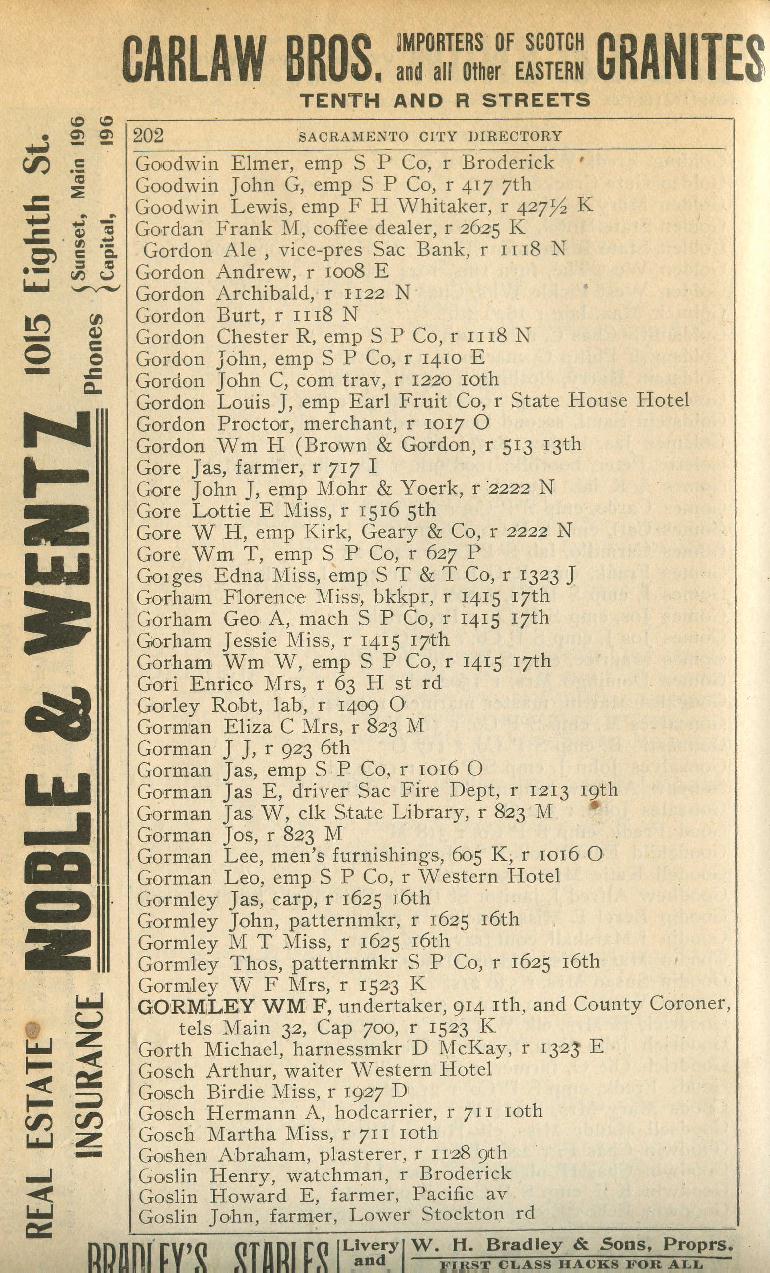 CARLAW BROS. IMPORTERS OF SCOTCH and all Other EASTERN GRANITES
TENTH AND R STREETS
202 SACRAMENTO CITY DIRECTORY
Goodwin Elmer, emp S P Co, r Broderick
Goodwin John G, emp S P Co, r 417 7th
Goodwin Lewis, emp F H Whitaker, r 427½ K
Gordan Frank M, coffee dealer, r 2625 K
Gordon Ale , vice-pres Sac Bank, r 1118 N
Gordon Andrew, r 1008 E
Gordon Archibald, r 1122 N
Gordon Burt, r 1118 N
Gordon Chester R, emp S P Co, r 1118 N
Gordon John, emp S P Co, r 1410 E
Gordon John C, com trav, r 1220 10th
Gordon Louis J, emp Earl Fruit Co, r State House Hotel
Gordon Proctor, merchant, r 1017 O
Gordon Wm H (Brown & Gordon, r 513 13th
Gore Jas, farmer, r 717 I
Gore John J, emp Mohr & Yoerk, r 2222 N
Gore Lottie E Miss, r 1516 5th
Gore W H, emp Kirk, Geary & Co, r 2222 N
Gore Wm T, emp S P Co, r 627 P
Gorges Edna Miss, emp S T & T Co, r 1323 J
Gorham Florence Miss, bkkpr, r 1415 17th
Gorham Geo A, mach S P Co, r 1415 17th
Gorham Jessie Miss, r 1415 17th
Gorham Wm W, emp S P Co, r 1415 17th
Gori Enrico Mrs, r 63 H st rd
Gorley Robt, lab, r 1409 O
Gorman Eliza C Mrs, r 823 M
Gorman J J, r 923 6th
Gorman Jas, emp S P Co, r 1016 O
Gorman Jas E, driver Sac Fire Dept, r 1213 19th
Gorman Jas W, clk State Library, r 823 M
Gorman Jos, r 823 M
Gorman Lee, men's furnishings, 605 K, r 1016 O
Gorman Leo, emp S P Co, r Western Hotel
Gormley Jas, carp, r 1625 16th
Gormley John, patternmkr, r 1625 16th
Gormley M T Miss, r 1625 16th
Gormley Thos, patternmkr S P Co, r 1625 16th
Gormley W F Mrs, r 1523 K
GORMLEY WM F, undertaker, 914 1th, and County Coroner,
tels Main 32, Cap 700, r 1523 K
Gorth Michael, harnessmkr D McKay, r 1323 E
Gosch Arthur, waiter Western Hotel
Gosch Birdie Miss, r 1927 D
Gosch Hermann A, hodcarrier, r 711 10th
Gosch Martha Miss, r 711 10th
Goshen Abraham, plasterer, r 1128 9th
Goslin Henry, watchman, r Broderick
Goslin Howard E, farmer, Pacific av
Goslin John, farmer, Lower Stockton rd
REAL ESTATE INSURANCE NOBLE & WENTZ 1015 Eighth St.
Phones { Sunset, Main 196
Capital, 196
BRADLEY'S STABLES Livery and W. H. Bradley & Sons, Proprs.
FIRST CLASS HACKS FOR ALL